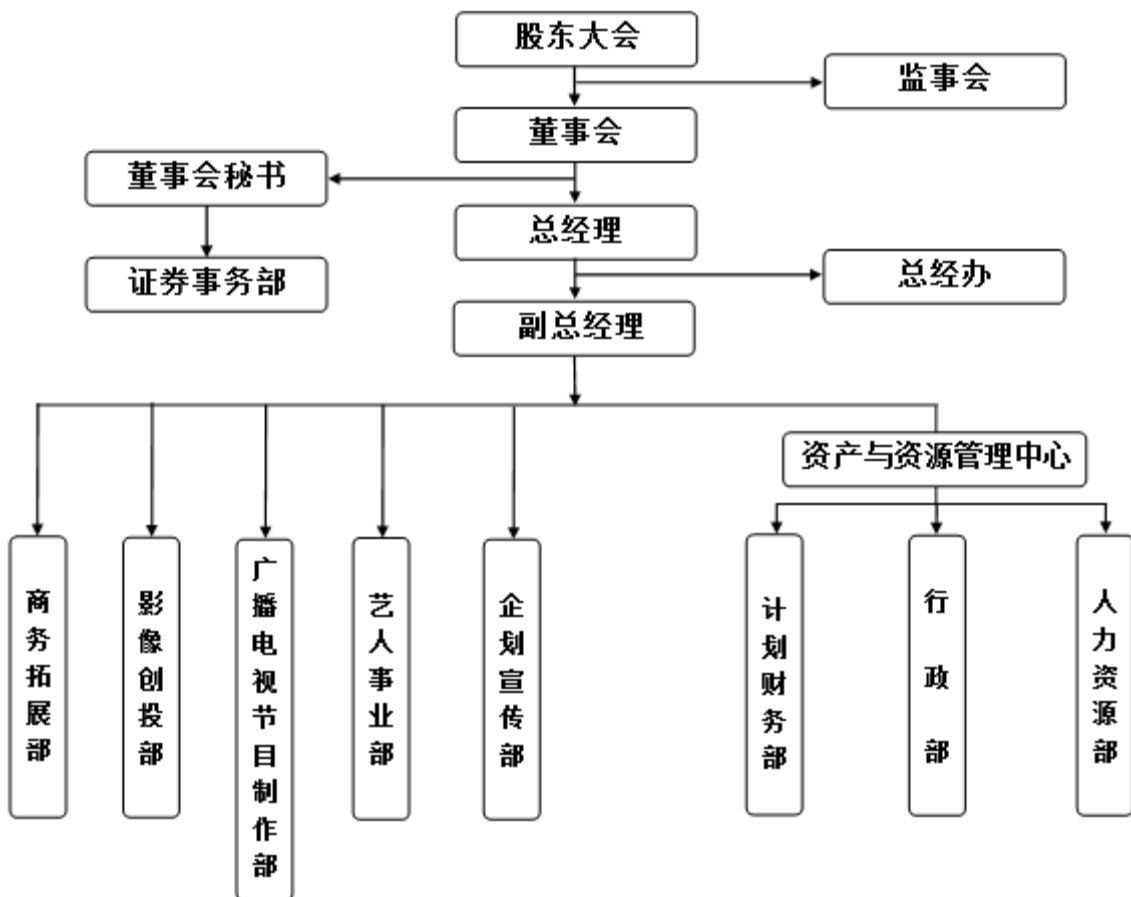 股东大会
监事会
董事会
董事会秘书
总经理
证券事务部
总经办
副总经理
资产与资源管理中心
商务拓展部
影像创投部
广播电视节目制作部
艺人事业部
企划宣传部
计划财务部
行政部
人力资源部